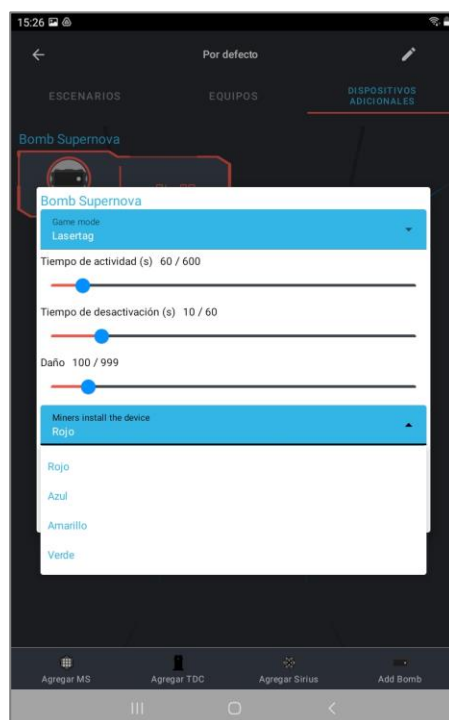 15:26
Por defecto
ESCENARIOS
EQUIPOS
DISPOSITIVOS
ADICIONALES
Bomb Supernova
Bomb Supernova
Game mode
Lasertag
Tiempo de actividad (s) 60 / 600
Tiempo de desactivación (s) 10 / 60
Daño 100 / 999
Miners install the device
Rojo
Rojo
Azul
Amarillo
Verde
Agregar MS
Agregar TDC
Agregar Sirius
Add Bomb